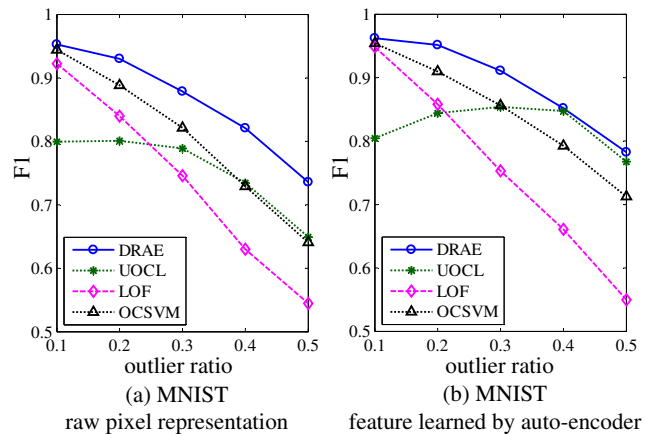 1
0.9
0.8
0.7
0.6
0.5
F1
DRAE
UOCL
LOF
OCSVM
0.1 0.2 0.3 0.4 0.5
outlier ratio
(a) MNIST
raw pixel representation
1
0.9
0.8
0.7
0.6
0.5
F1
DRAE
UOCL
LOF
OCSVM
0.1 0.2 0.3 0.4 0.5
outlier ratio
(b) MNIST
feature learned by auto-encoder